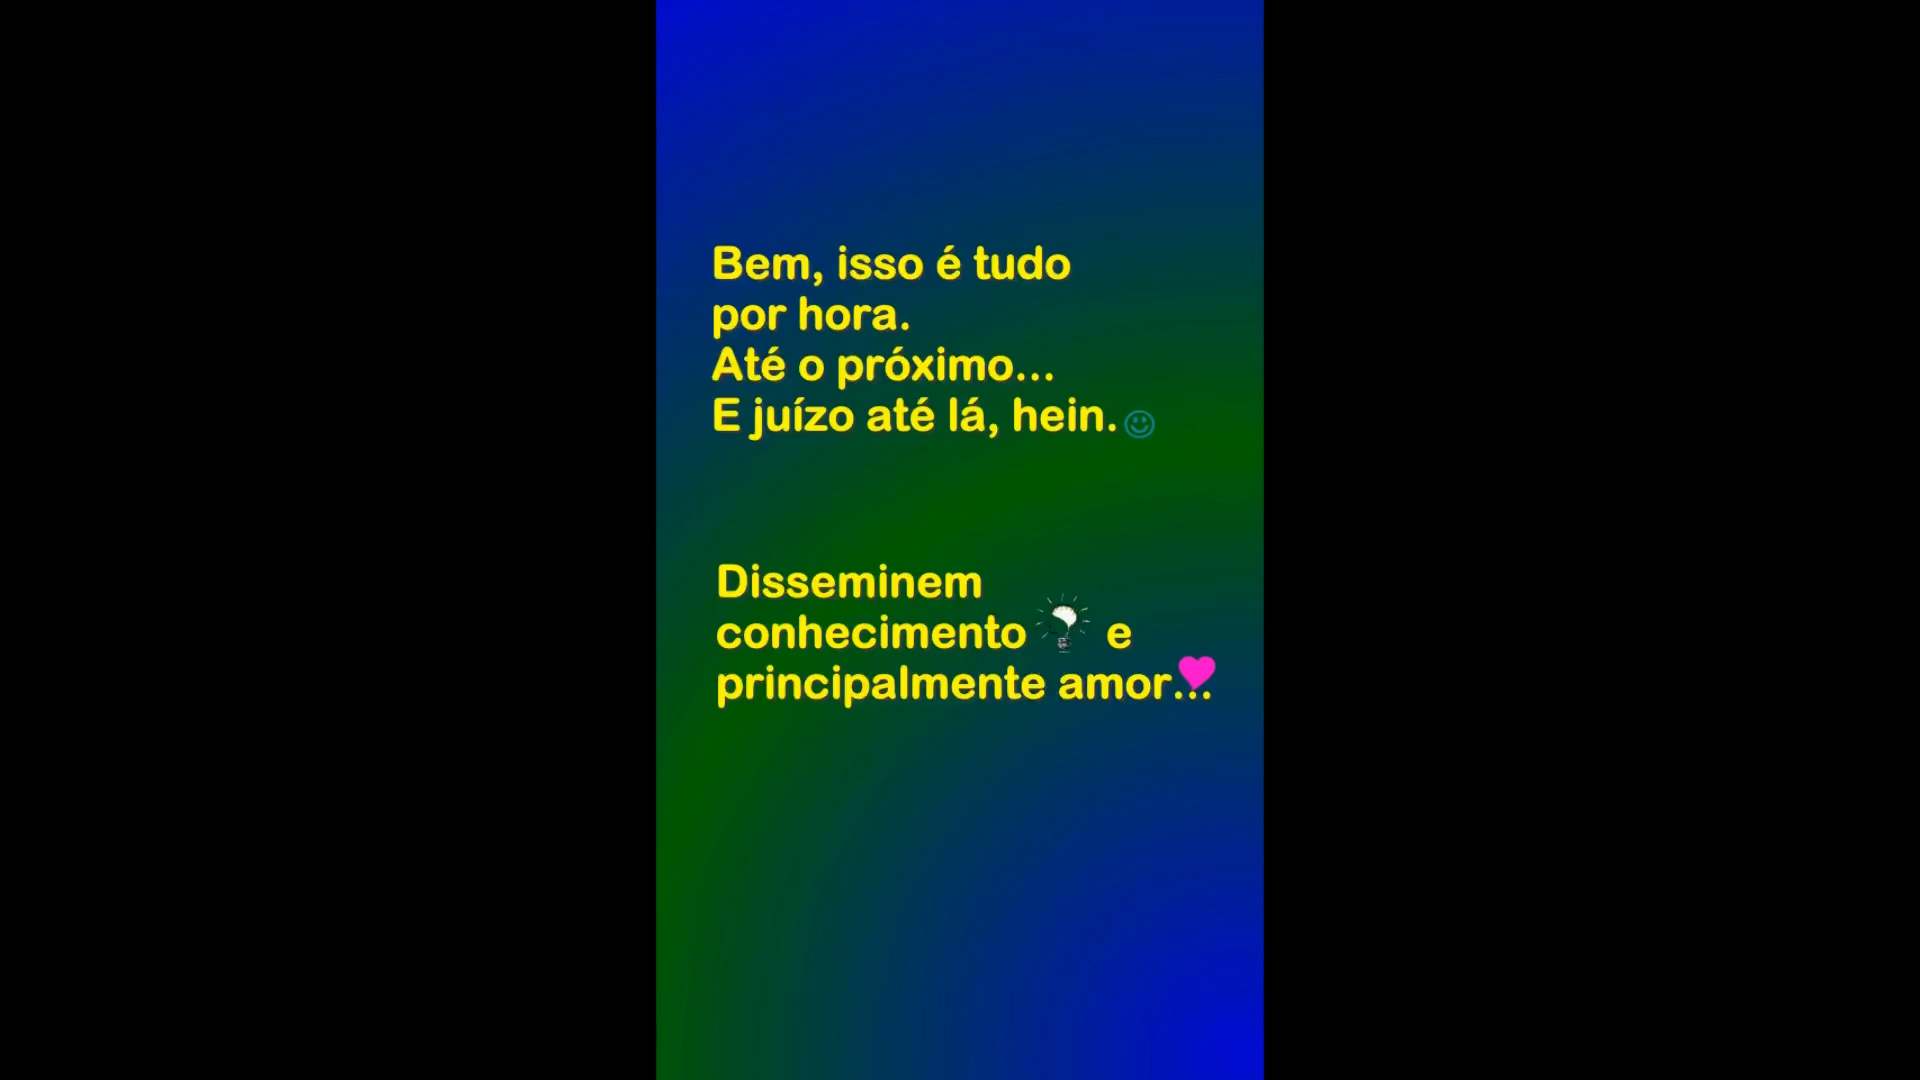 Bem, isso é tudo
por hora.
Até o próximo...
E juízo até lá, hein.
Disseminem
conhecimento e
principalmente amor...